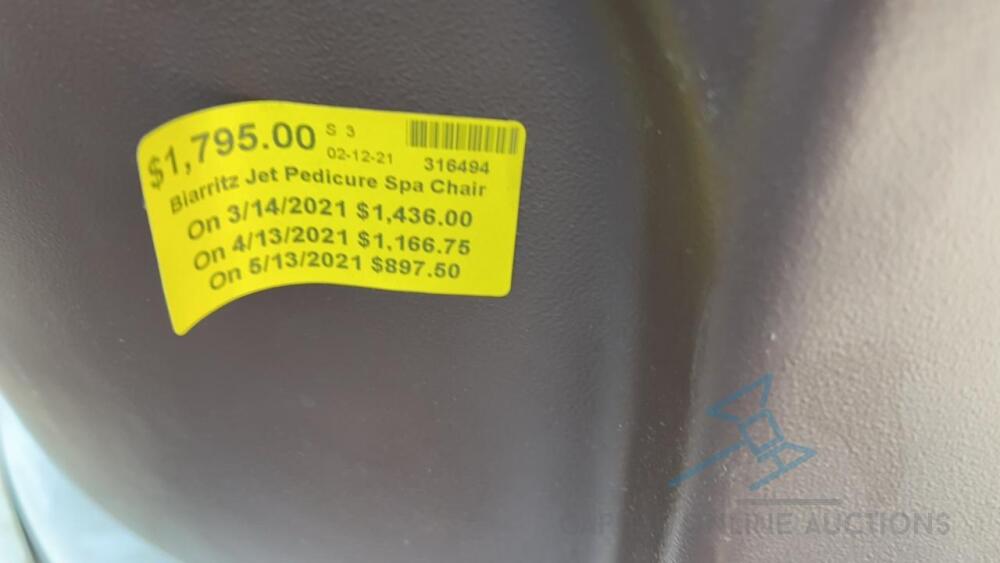 $1,795.00 S 3
02-12-21 316494
Biarritz Jet Pedicure Spa Chair
On 3/14/2021 $1,436.00
On 4/13/2021 $1,166.75
On 5/13/2021 $897.50
AUCTIONS